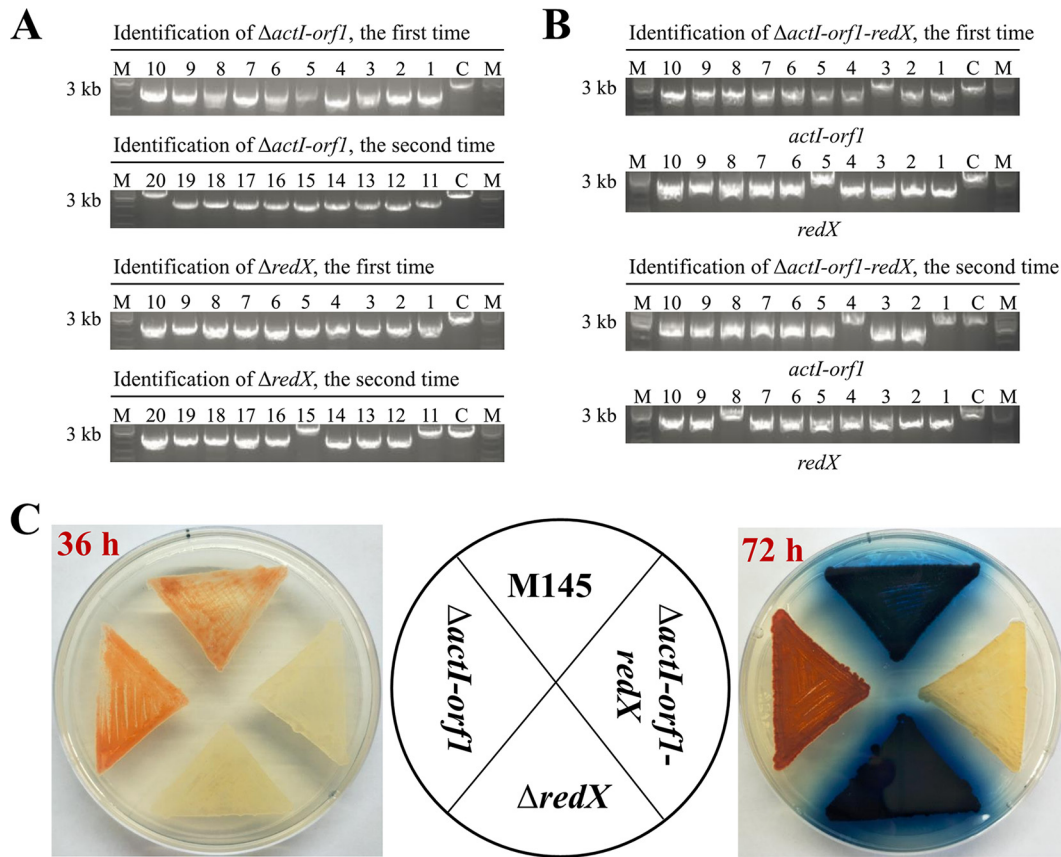 A
Identification of ΔactI-orf1, the first time
M 10 9 8 7 6 5 4 3 2 1 C M
3 kb
Identification of ΔactI-orf1, the second time
M 20 19 18 17 16 15 14 13 12 11 C M
3 kb
Identification of ΔredX, the first time
M 10 9 8 7 6 5 4 3 2 1 C M
3 kb
Identification of ΔredX, the second time
M 20 19 18 17 16 15 14 13 12 11 C M
3 kb
B
Identification of ΔactI-orf1-redX, the first time
M 10 9 8 7 6 5 4 3 2 1 C M
3 kb
actI-orf1
10 9 8 7 6 5 4 3 2 1 C M
3 kb
redX
Identification of ΔactI-orf1-redX, the second time
M 10 9 8 7 6 5 4 3 2 1 C M
3 kb
actI-orf1
M 10 9 8 7 6 5 4 3 2 1 C M
3 kb
redX
C
36 h
M145
ΔactI-orf1
ΔactI-orf1-
redX
ΔredX
72 h